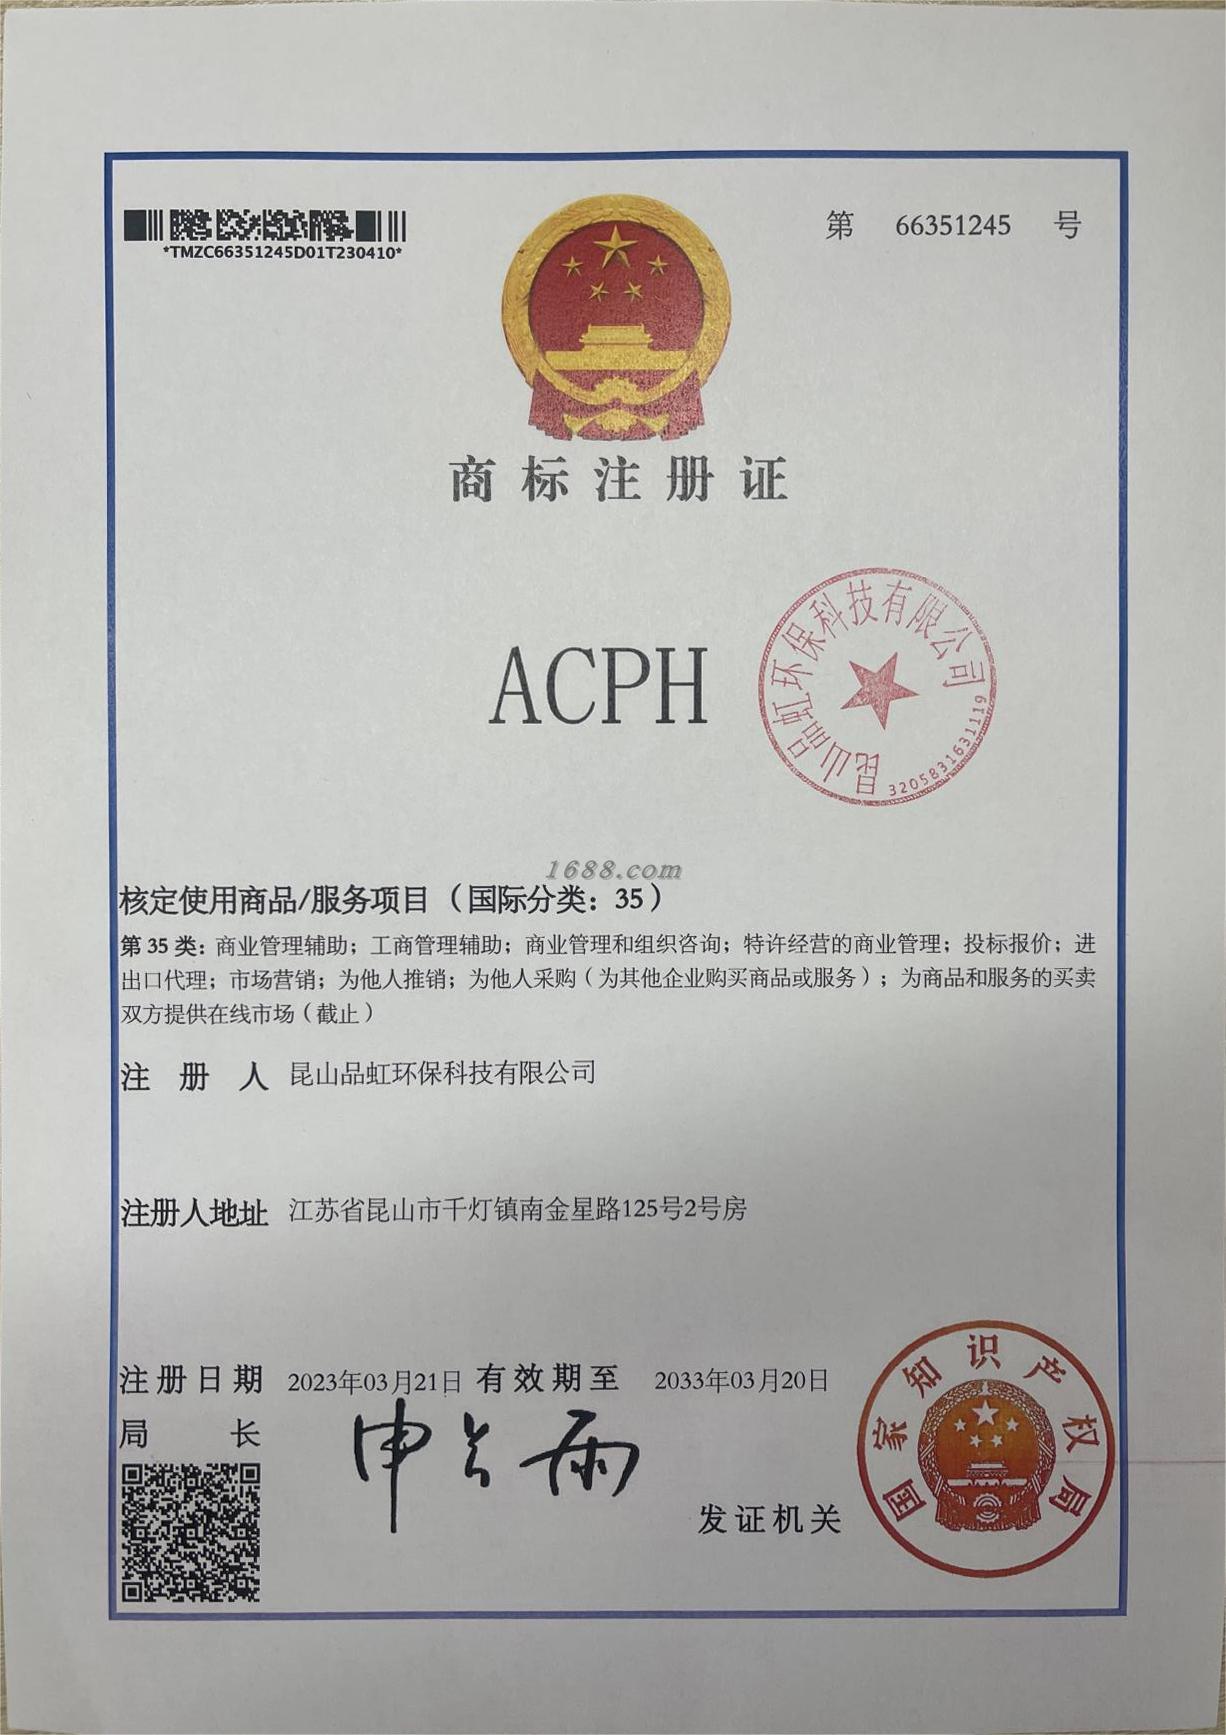 第 66351245 号
*TMZC66351245D01T230410*
商标注册证
ACPH
昆山品虹环保科技有限公司
3205831631119
1688.com
核定使用商品/服务项目（国际分类：35）
第 35 类：商业管理辅助；工商管理辅助；商业管理和组织咨询；特许经营的商业管理；投标报价；进
出口代理；市场营销；为他人推销；为他人采购（为其他企业购买商品或服务）；为商品和服务的买卖
双方提供在线市场（截止）
注册人 昆山品虹环保科技有限公司
注册人地址 江苏省昆山市千灯镇南金星路125号2号房
注册日期 2023年03月21日 有效期至 2033年03月20日
局长 申长雨
发证机关
国家知识产权局